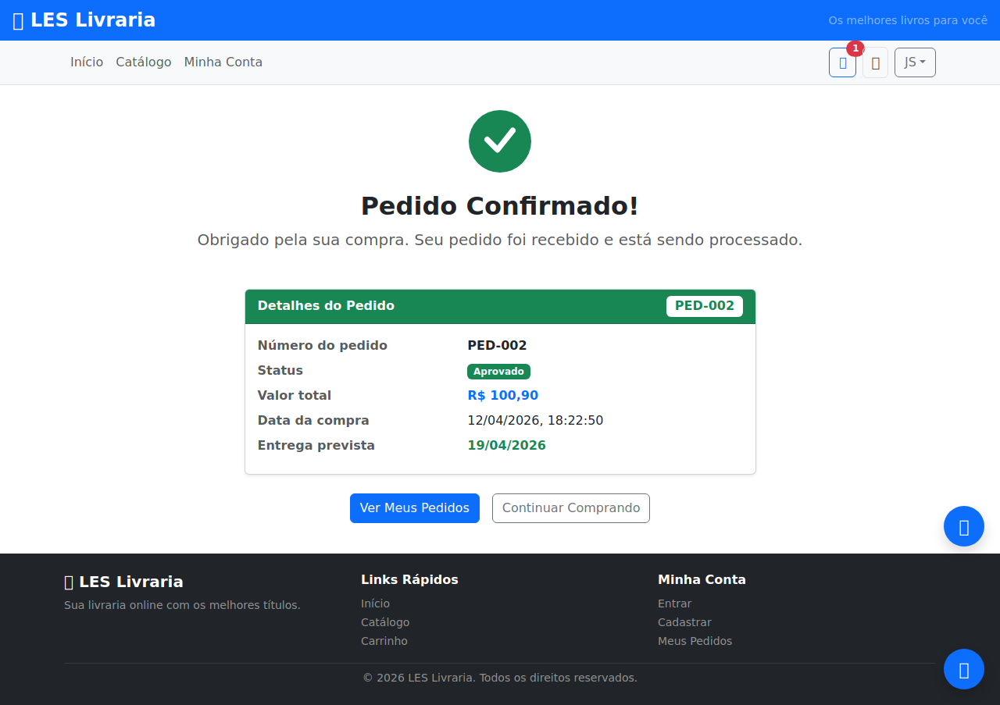 LES Livraria
Os melhores livros para você
Início Catálogo Minha Conta
1
JS
Pedido Confirmado!
Obrigado pela sua compra. Seu pedido foi recebido e está sendo processado.
Detalhes do Pedido PED-002
Número do pedido PED-002
Status Aprovado
Valor total R$ 100,90
Data da compra 12/04/2026, 18:22:50
Entrega prevista 19/04/2026
Ver Meus Pedidos Continuar Comprando
LES Livraria
Sua livraria online com os melhores títulos.
Links Rápidos
Início
Catálogo
Carrinho
Minha Conta
Entrar
Cadastrar
Meus Pedidos
© 2026 LES Livraria. Todos os direitos reservados.